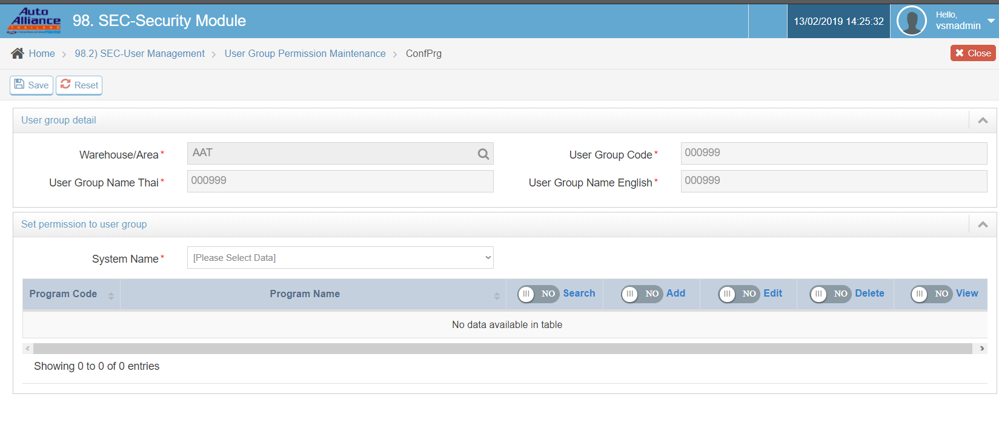 Auto
Alliance
THAILAND
98. SEC-Security Module
13/02/2019 14:25:32
Hello,
vsmadmin
Home > 98.2) SEC-User Management > User Group Permission Maintenance > ConfPrg
Close
Save Reset
User group detail
Warehouse/Area* AAT User Group Code* 000999
User Group Name Thai* 000999 User Group Name English* 000999
Set permission to user group
System Name* [Please Select Data]
Program Code Program Name NO Search NO Add NO Edit NO Delete NO View
No data available in table
Showing 0 to 0 of 0 entries